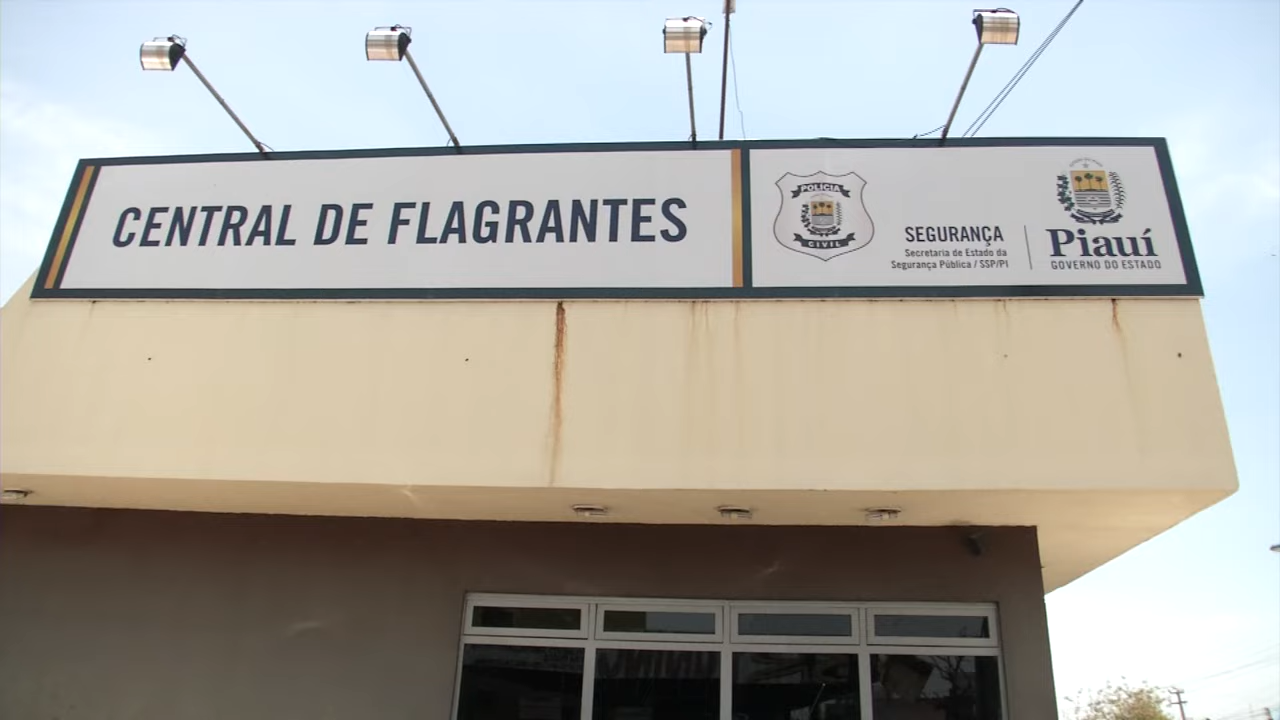 CENTRAL DE FLAGRANTES
POLÍCIA
CIVIL
SEGURANÇA
Secretaria de Estado da
Segurança Pública / SSP/PI
Piauí
GOVERNO DO ESTADO